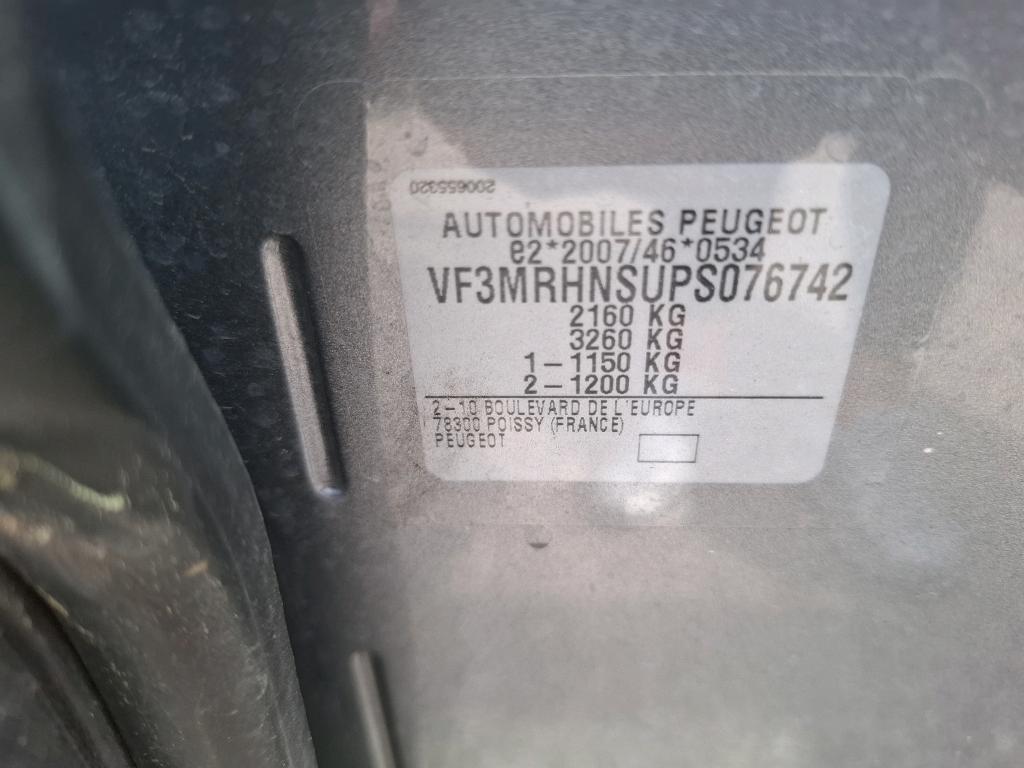 200655320
AUTOMOBILES PEUGEOT
e2*2007/46*0534
VF3MRHNSUPS076742
2160 KG
3260 KG
1-1150 KG
2-1200 KG
2-10 BOULEVARD DE L'EUROPE
78300 POISSY (FRANCE)
PEUGEOT